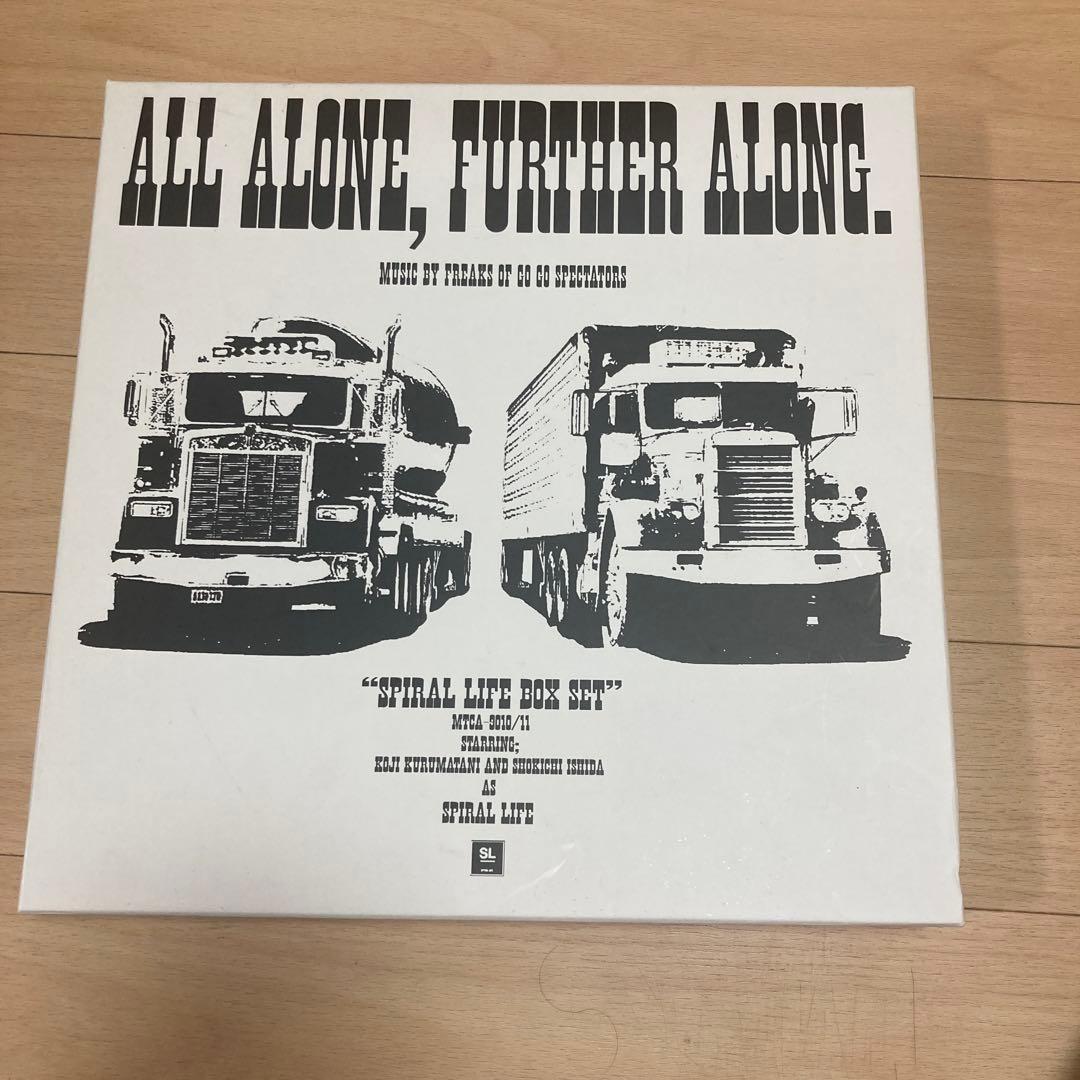 ALL ALONE, FURTHER ALONG.
MUSIC BY FREAKS OF GO GO SPECTATORS
“SPIRAL LIFE BOX SET”
MTCA-3010/11
STARRING;
KOJI KURUMATANI AND SHOKICHI ISHIDA
AS
SPIRAL LIFE
SL